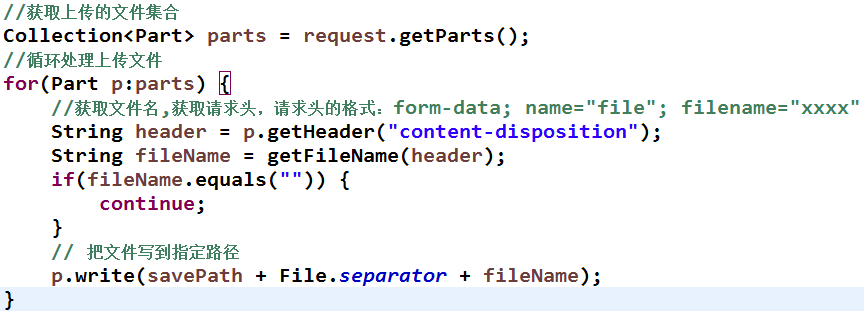 //获取上传的文件集合
Collection<Part> parts = request.getParts();
//循环处理上传文件
for(Part p:parts) {
    //获取文件名,获取请求头，请求头的格式：form-data; name="file"; filename="xxxx"
    String header = p.getHeader("content-disposition");
    String fileName = getFileName(header);
    if(fileName.equals("")) {
        continue;
    }
    // 把文件写到指定路径
    p.write(savePath + File.separator + fileName);
}